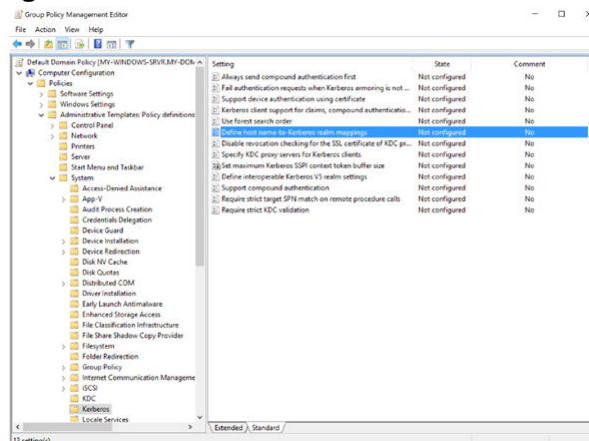 Group Policy Management Editor
File Action View Help
Default Domain Policy [MY-WINDOWS-SRVR.MY-DOM
Computer Configuration
Policies
Software Settings
Windows Settings
Administrative Templates: Policy definitions
Control Panel
Network
Printers
Server
Start Menu and Taskbar
System
Access-Denied Assistance
App-V
Audit Process Creation
Credentials Delegation
Device Guard
Device Installation
Device Redirection
Disk NV Cache
Disk Quotas
Distributed COM
Driver Installation
Early Launch Antimalware
Enhanced Storage Access
File Classification Infrastructure
File Share Shadow Copy Provider
Filesystem
Folder Redirection
Group Policy
Internet Communication Manageme
iSCSI
KDC
Kerberos
Locale Services
Setting State Comment
Always send compound authentication first Not configured No
Fail authentication requests when Kerberos armoring is not ... Not configured No
Support device authentication using certificate Not configured No
Kerberos client support for claims, compound authenticatio... Not configured No
Use forest search order Not configured No
Define host name-to-Kerberos realm mappings Not configured No
Disable revocation checking for the SSL certificate of KDC pr... Not configured No
Specify KDC proxy servers for Kerberos clients Not configured No
Set maximum Kerberos SSPI context token buffer size Not configured No
Define interoperable Kerberos V5 realm settings Not configured No
Support compound authentication Not configured No
Require strict target SPN match on remote procedure calls Not configured No
Require strict KDC validation Not configured No
Extended Standard
13 setting(s)